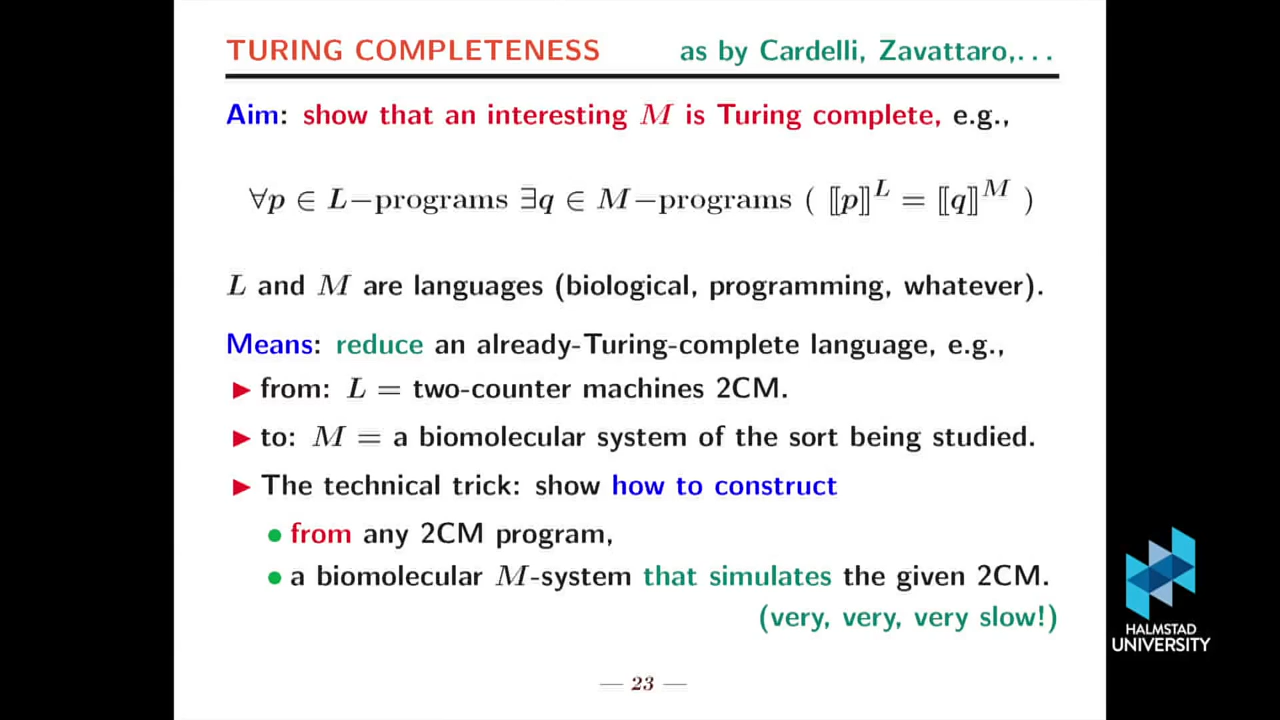 TURING COMPLETENESS as by Cardelli, Zavattaro,...
Aim: show that an interesting M is Turing complete, e.g.,
∀p ∈ L−programs ∃q ∈ M−programs ( ⟦p⟧^L = ⟦q⟧^M )
L and M are languages (biological, programming, whatever).
Means: reduce an already-Turing-complete language, e.g.,
▶ from: L = two-counter machines 2CM.
▶ to: M = a biomolecular system of the sort being studied.
▶ The technical trick: show how to construct
● from any 2CM program,
● a biomolecular M-system that simulates the given 2CM.
(very, very, very slow!)
HALMSTAD
UNIVERSITY
— 23 —